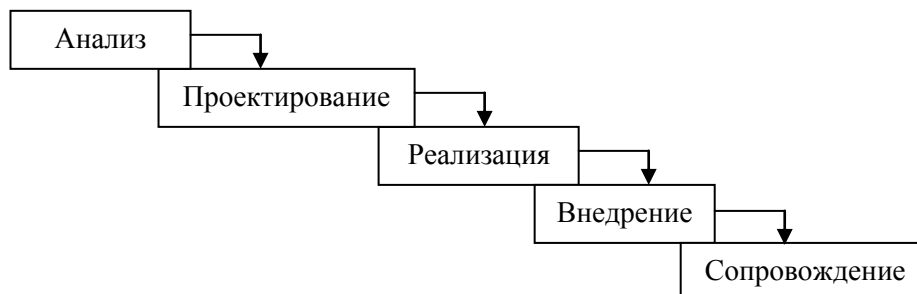 Анализ
Проектирование
Реализация
Внедрение
Сопровождение